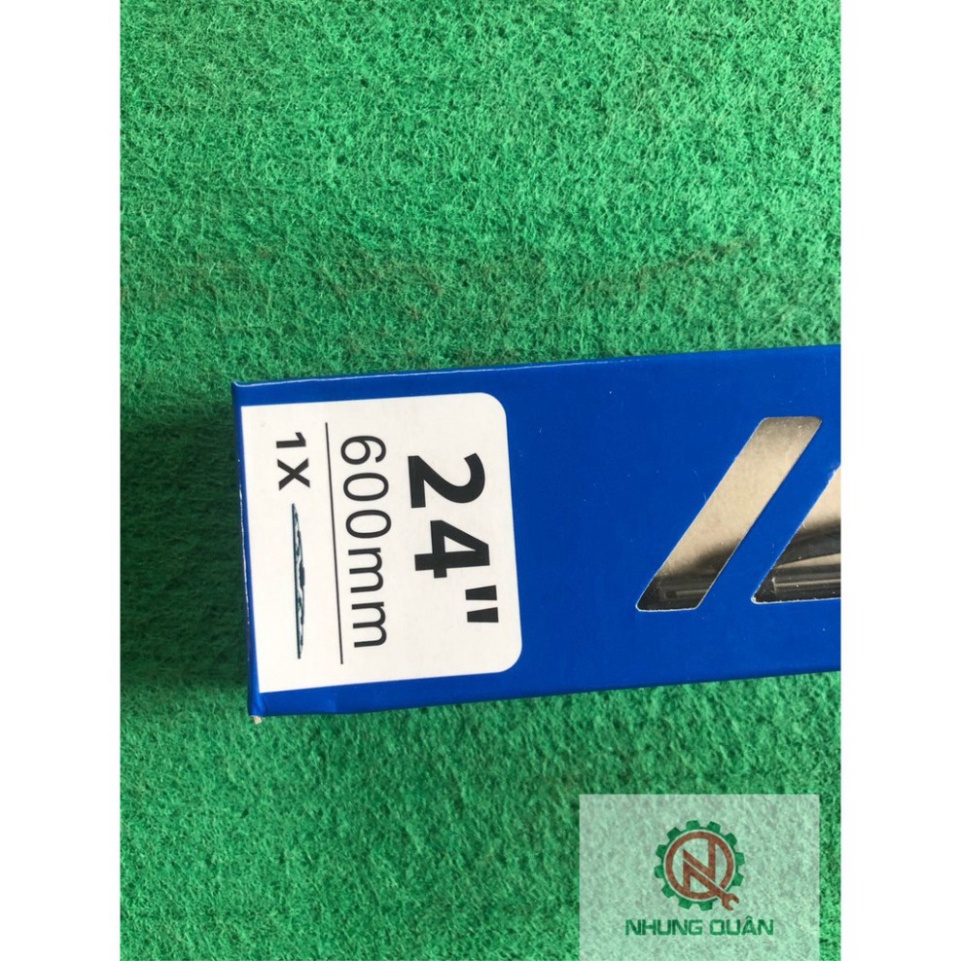 24"
600mm
1X
NHUNG QUÂN